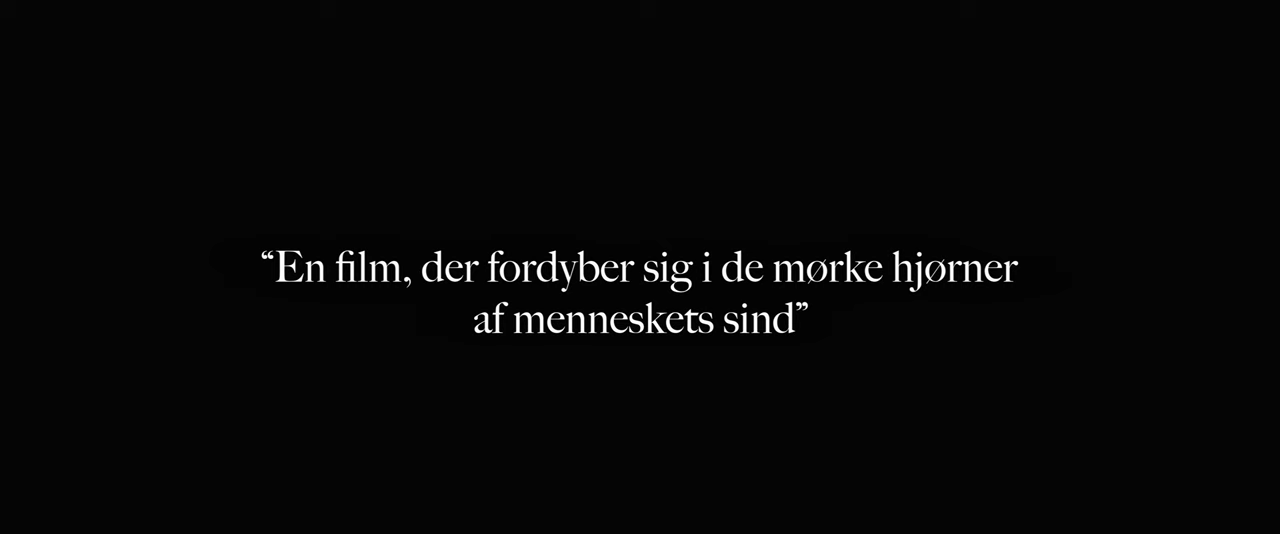 “En film, der fordyber sig i de mørke hjørner
af menneskets sind”